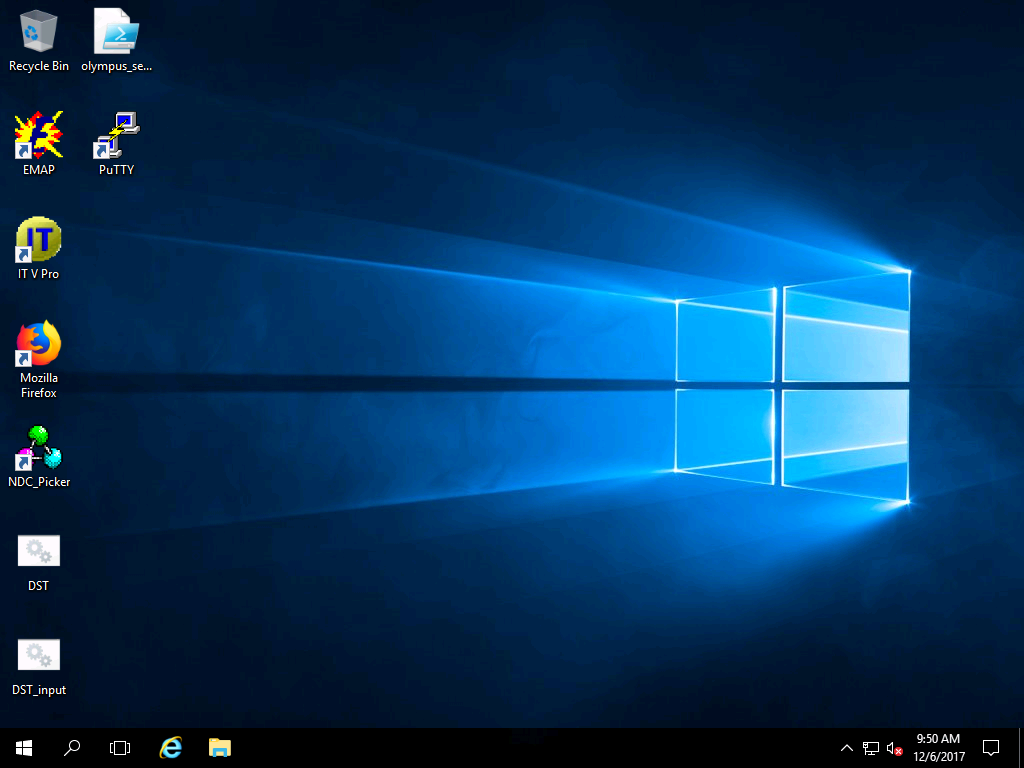 Recycle Bin
olympus_se...
EMAP
PuTTY
IT
IT V Pro
Mozilla
Firefox
NDC_Picker
DST
DST_input
9:50 AM
12/6/2017